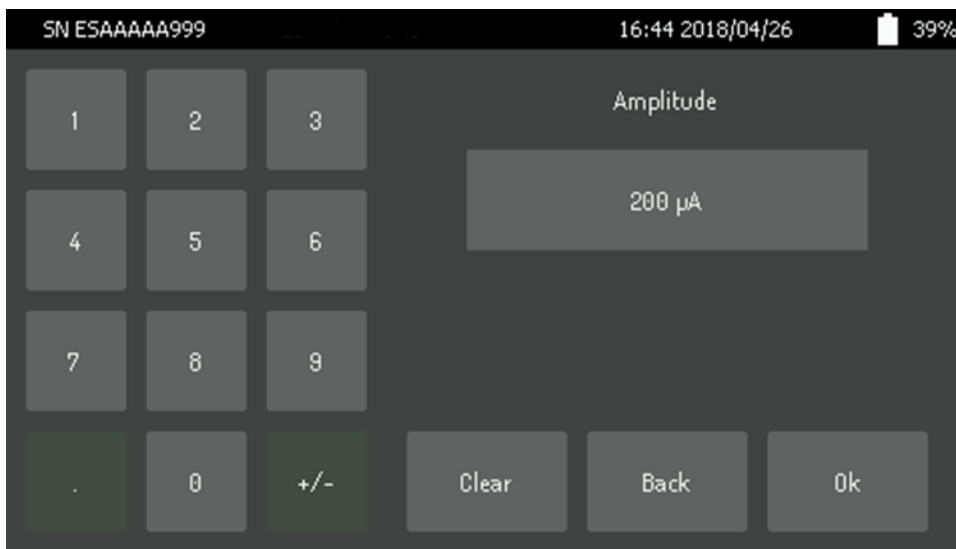 SN ESAAAAA999 16:44 2018/04/26 39%
Amplitude
1 2 3
200 µA
4 5 6
7 8 9
. 0 +/- Clear Back Ok